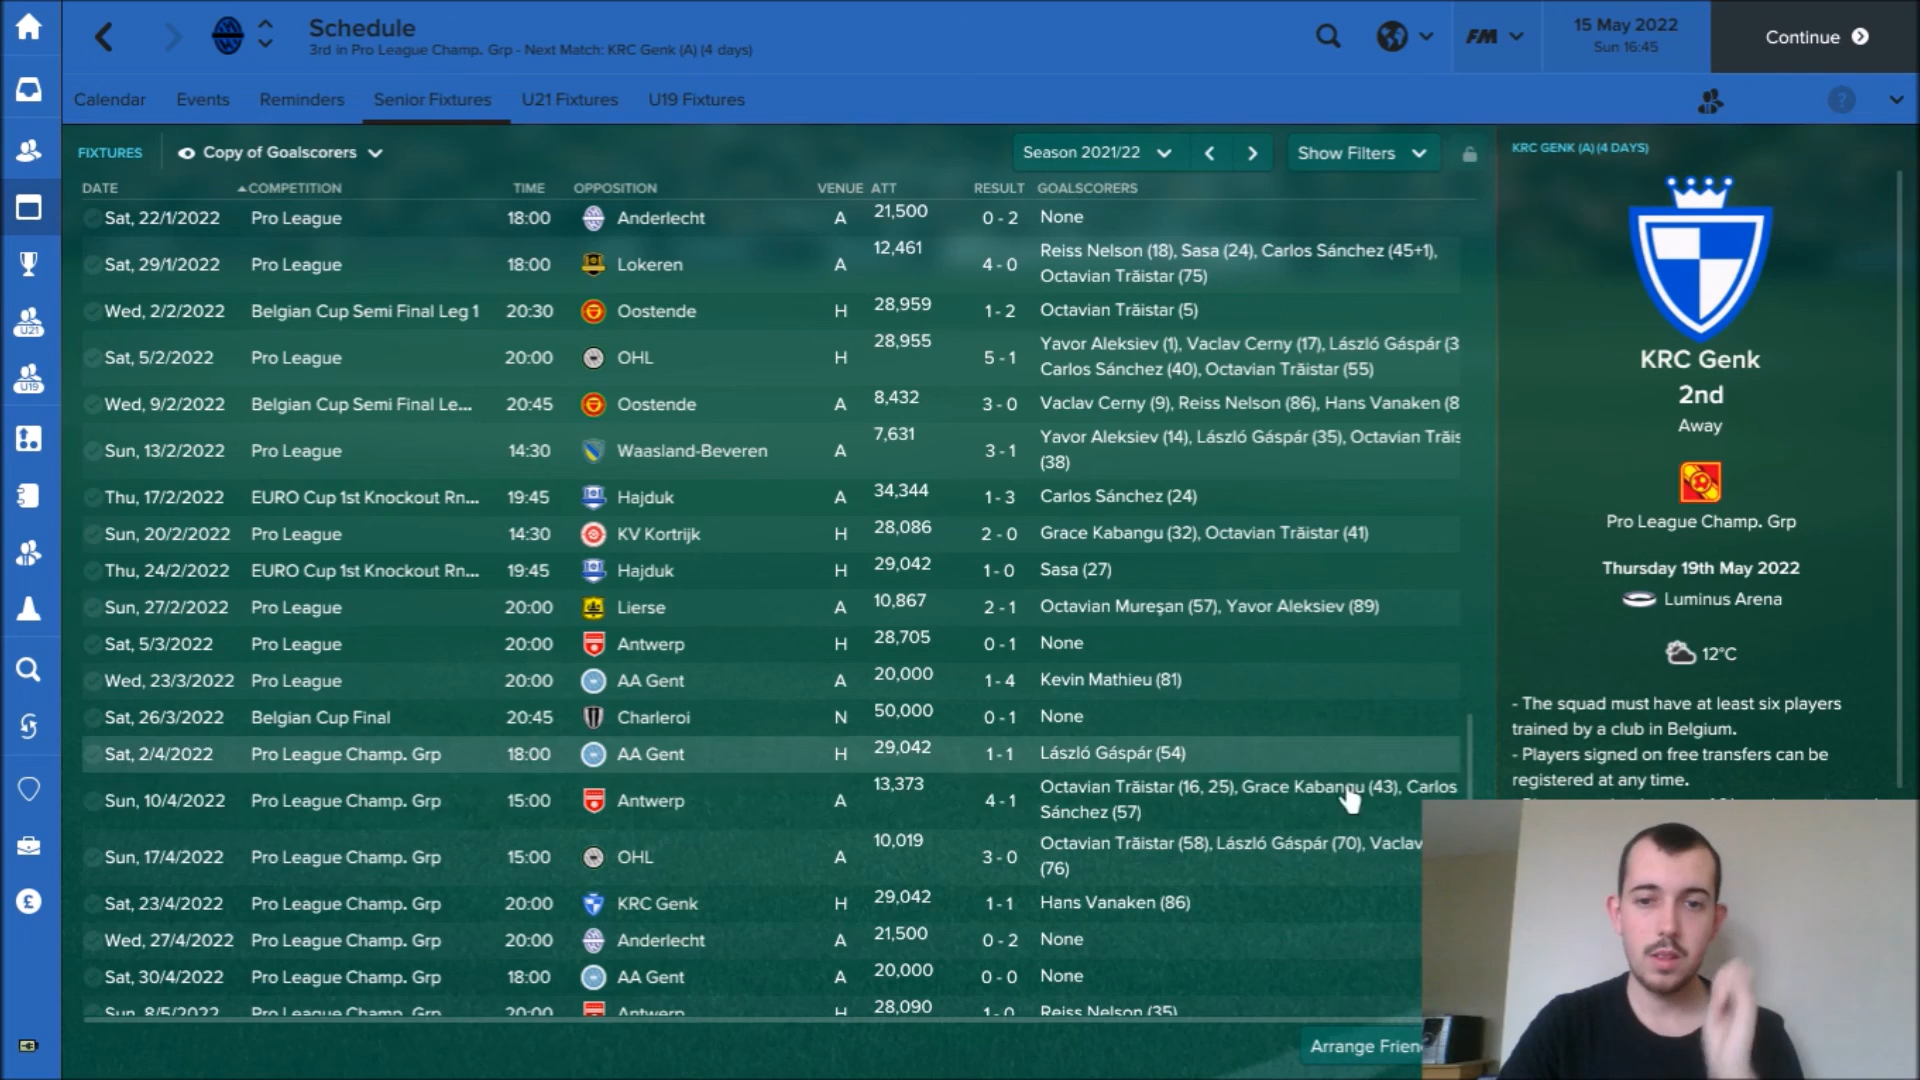 Schedule
3rd in Pro League Champ. Grp - Next Match: KRC Genk (A) (4 days)
FM
15 May 2022
Sun 16:45
Continue
Calendar Events Reminders Senior Fixtures U21 Fixtures U19 Fixtures
?
FIXTURES Copy of Goalscorers Season 2021/22 Show Filters
DATE COMPETITION TIME OPPOSITION VENUE ATT RESULT GOALSCORERS
Sat, 22/1/2022 Pro League 18:00 Anderlecht A 21,500 0 - 2 None
Sat, 29/1/2022 Pro League 18:00 Lokeren A 12,461 4 - 0 Reiss Nelson (18), Sasa (24), Carlos Sánchez (45+1),
Octavian Trăistar (75)
Wed, 2/2/2022 Belgian Cup Semi Final Leg 1 20:30 Oostende H 28,959 1 - 2 Octavian Trăistar (5)
Sat, 5/2/2022 Pro League 20:00 OHL H 28,955 5 - 1 Yavor Aleksiev (1), Vaclav Cerny (17), László Gáspár (3
Carlos Sánchez (40), Octavian Trăistar (55)
Wed, 9/2/2022 Belgian Cup Semi Final Le... 20:45 Oostende A 8,432 3 - 0 Vaclav Cerny (9), Reiss Nelson (86), Hans Vanaken (8
Sun, 13/2/2022 Pro League 14:30 Waasland-Beveren A 7,631 3 - 1 Yavor Aleksiev (14), László Gáspár (35), Octavian Trăis
(38)
Thu, 17/2/2022 EURO Cup 1st Knockout Rn... 19:45 Hajduk A 34,344 1 - 3 Carlos Sánchez (24)
Sun, 20/2/2022 Pro League 14:30 KV Kortrijk H 28,086 2 - 0 Grace Kabangu (32), Octavian Trăistar (41)
Thu, 24/2/2022 EURO Cup 1st Knockout Rn... 19:45 Hajduk H 29,042 1 - 0 Sasa (27)
Sun, 27/2/2022 Pro League 20:00 Lierse A 10,867 2 - 1 Octavian Mureşan (57), Yavor Aleksiev (89)
Sat, 5/3/2022 Pro League 20:00 Antwerp H 28,705 0 - 1 None
Wed, 23/3/2022 Pro League 20:00 AA Gent A 20,000 1 - 4 Kevin Mathieu (81)
Sat, 26/3/2022 Belgian Cup Final 20:45 Charleroi N 50,000 0 - 1 None
Sat, 2/4/2022 Pro League Champ. Grp 18:00 AA Gent H 29,042 1 - 1 László Gáspár (54)
Sun, 10/4/2022 Pro League Champ. Grp 15:00 Antwerp A 13,373 4 - 1 Octavian Trăistar (16, 25), Grace Kabangu (43), Carlos
Sánchez (57)
Sun, 17/4/2022 Pro League Champ. Grp 15:00 OHL A 10,019 3 - 0 Octavian Trăistar (58), László Gáspár (70), Vaclav
(76)
Sat, 23/4/2022 Pro League Champ. Grp 20:00 KRC Genk H 29,042 1 - 1 Hans Vanaken (86)
Wed, 27/4/2022 Pro League Champ. Grp 20:00 Anderlecht A 21,500 0 - 2 None
Sat, 30/4/2022 Pro League Champ. Grp 18:00 AA Gent A 20,000 0 - 0 None
Sun, 8/5/2022 Pro League Champ. Grp 20:00 Antwerp H 28,090 1 - 0 Reiss Nelson (35)
Arrange Frien
KRC GENK (A) (4 DAYS)
KRC Genk
2nd
Away
Pro League Champ. Grp
Thursday 19th May 2022
Luminus Arena
12°C
- The squad must have at least six players
trained by a club in Belgium.
- Players signed on free transfers can be
registered at any time.
U21
U19
£